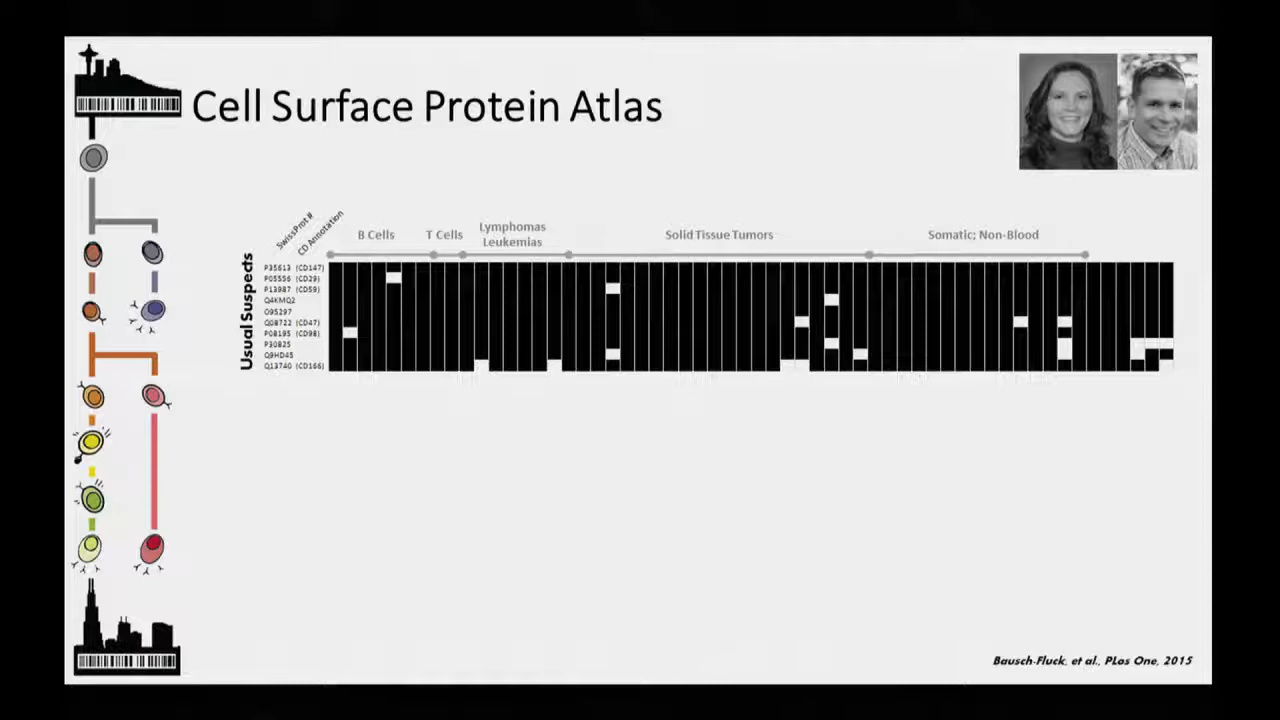 Cell Surface Protein Atlas
SwissProt #
CD Annotation
B Cells
T Cells
Lymphomas
Leukemias
Solid Tissue Tumors
Somatic; Non-Blood
Usual Suspects
P35613 (CD147)
P05556 (CD29)
P13987 (CD59)
Q4KMQ2
O95297
Q08722 (CD47)
P08195 (CD98)
P30825
Q9HD45
Q13740 (CD166)
Bausch-Fluck, et al., PLos One, 2015